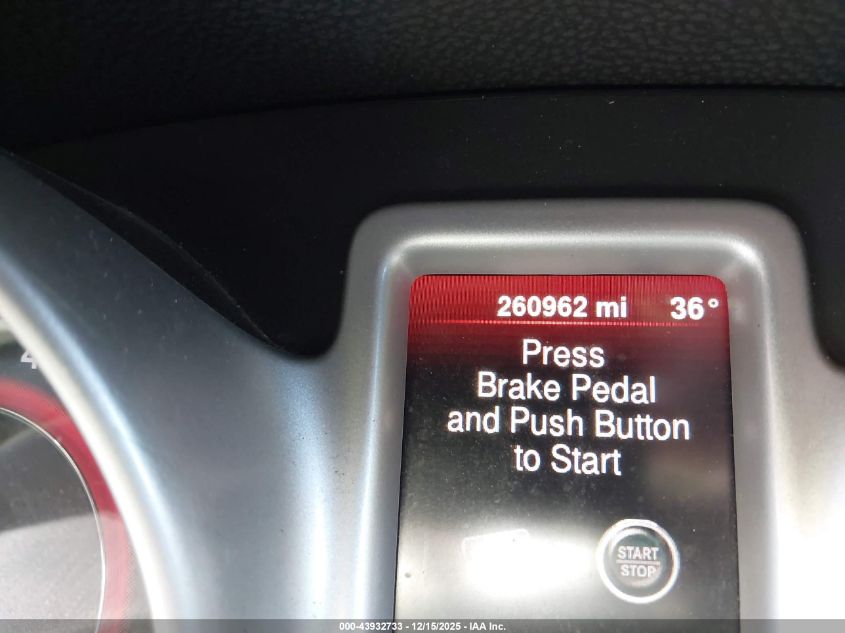 260962 mi 36°
Press
Brake Pedal
and Push Button
to Start
START
STOP
4
000-43932733 - 12/15/2025 - IAA Inc.